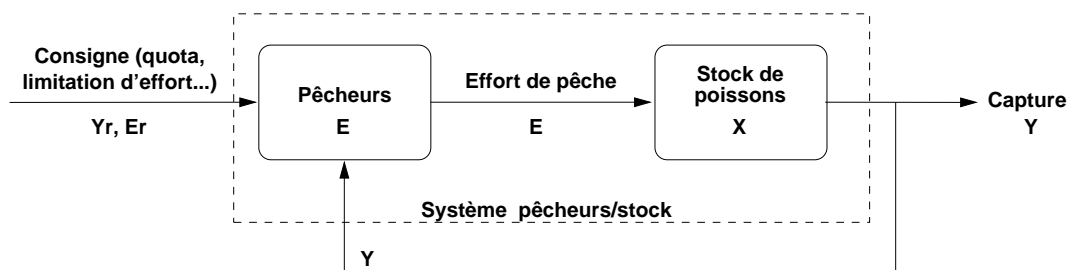 Consigne (quota,
limitation d'effort...)
Yr, Er
Pêcheurs
E
Effort de pêche
E
Stock de
poissons
X
Capture
Y
Système pêcheurs/stock
Y